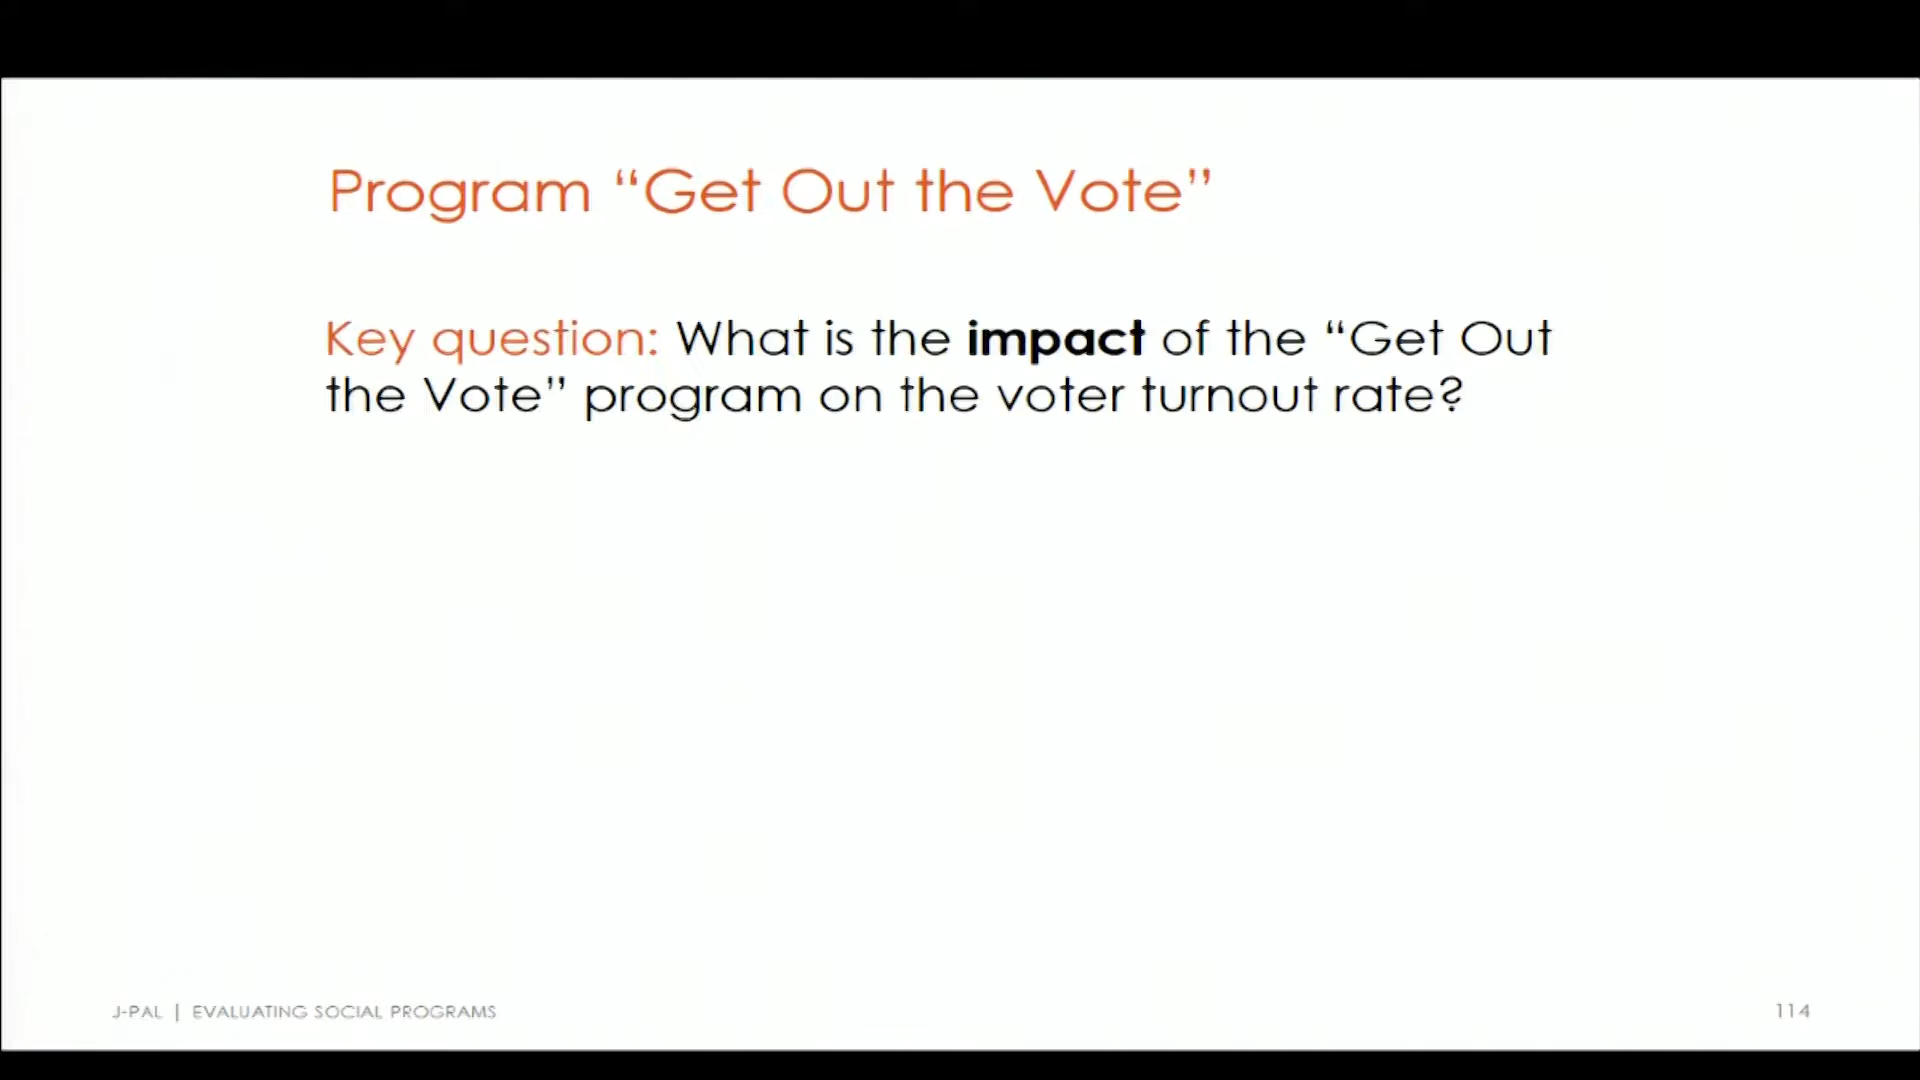 Program “Get Out the Vote”
Key question: What is the impact of the “Get Out
the Vote” program on the voter turnout rate?
J-PAL | EVALUATING SOCIAL PROGRAMS
114